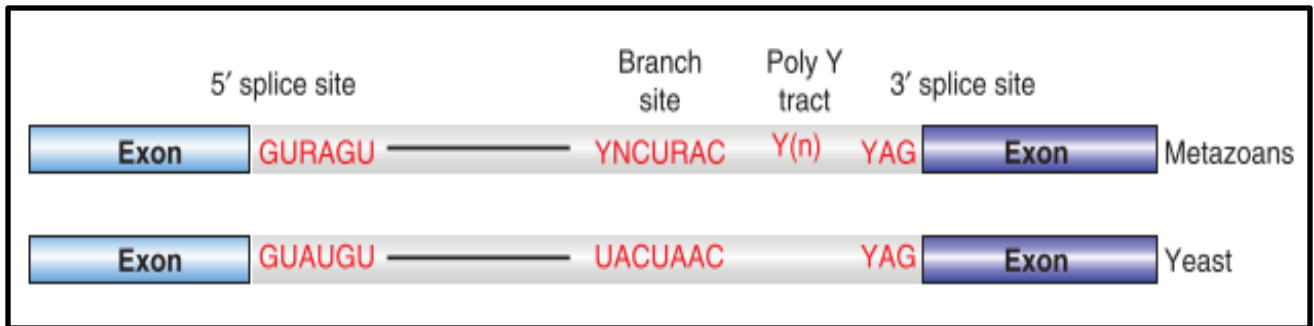 5′ splice site
Branch
site
Poly Y
tract
3′ splice site
Exon GURAGU YNCURAC Y(n) YAG Exon Metazoans
Exon GUAUGU UACUAAC YAG Exon Yeast